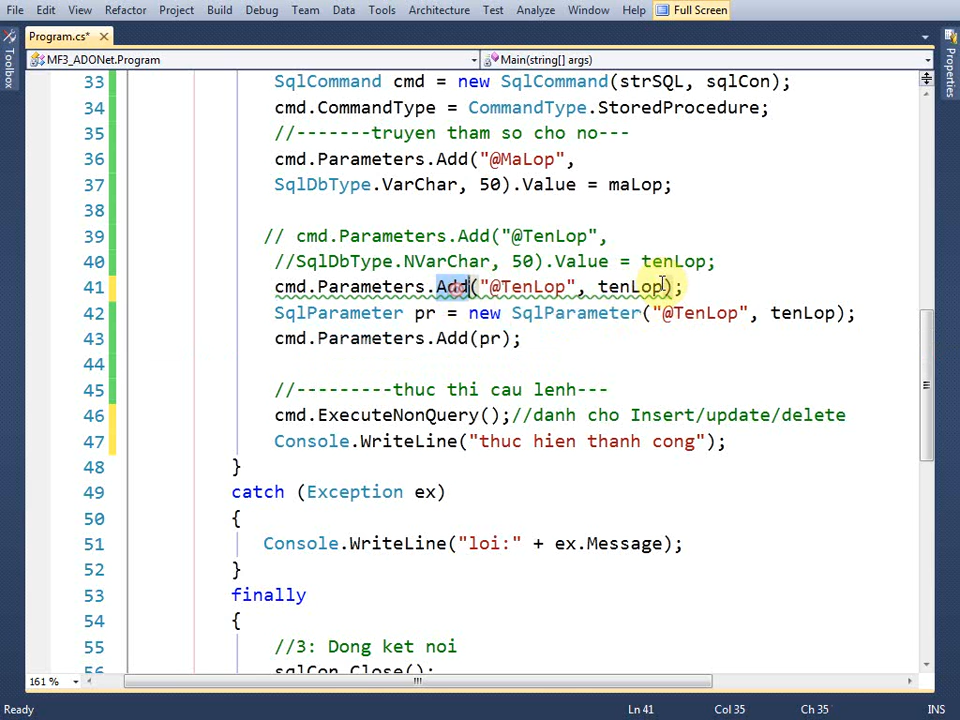 File Edit View Refactor Project Build Debug Team Data Tools Architecture Test Analyze Window Help Full Screen
Program.cs*
MF3_ADONet.Program Main(string[] args)
Toolbox
Properties
33 SqlCommand cmd = new SqlCommand(strSQL, sqlCon);
34 cmd.CommandType = CommandType.StoredProcedure;
35 //-------truyen tham so cho no---
36 cmd.Parameters.Add("@MaLop",
37 SqlDbType.VarChar, 50).Value = maLop;
38
39 // cmd.Parameters.Add("@TenLop",
40 //SqlDbType.NVarChar, 50).Value = tenLop;
41 cmd.Parameters.Add("@TenLop", tenLop);
42 SqlParameter pr = new SqlParameter("@TenLop", tenLop);
43 cmd.Parameters.Add(pr);
44
45 //---------thuc thi cau lenh---
46 cmd.ExecuteNonQuery();//danh cho Insert/update/delete
47 Console.WriteLine("thuc hien thanh cong");
48 }
49 catch (Exception ex)
50 {
51 Console.WriteLine("loi:" + ex.Message);
52 }
53 finally
54 {
55 //3: Dong ket noi
56 sqlCon.Close();
161 %
Ready Ln 41 Col 35 Ch 35 INS